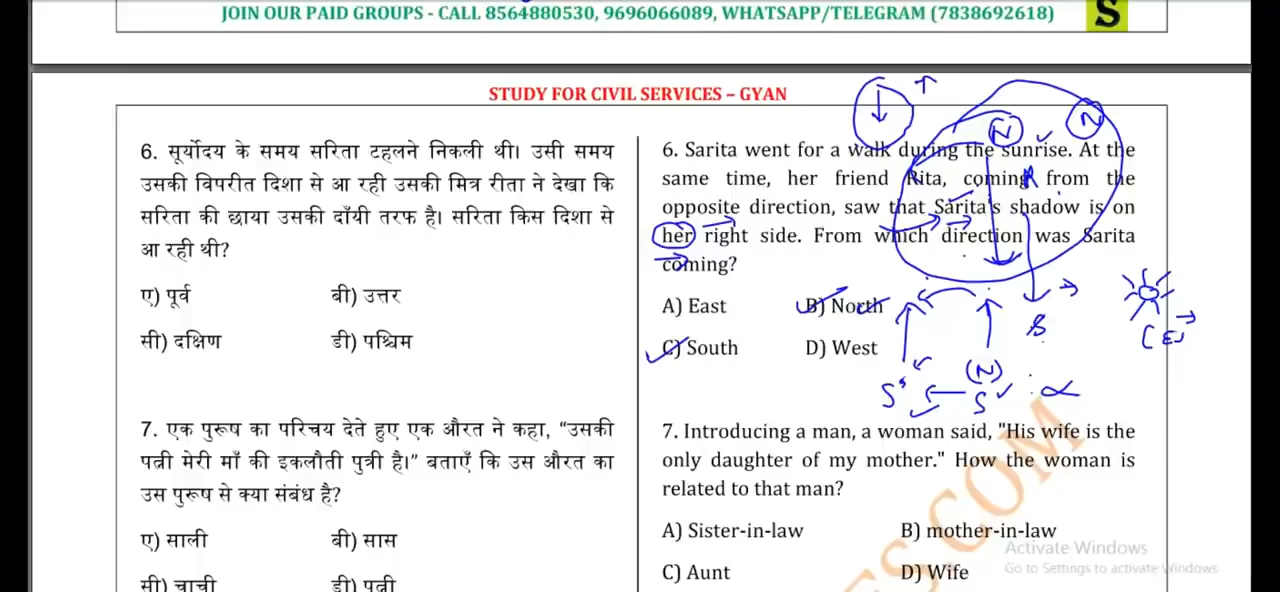 JOIN OUR PAID GROUPS - CALL 8564880530, 9696066089, WHATSAPP/TELEGRAM (7838692618)
S
STUDY FOR CIVIL SERVICES – GYAN
6. सूर्योदय के समय सरिता टहलने निकली थी। उसी समय
उसकी विपरीत दिशा से आ रही उसकी मित्र रीता ने देखा कि
सरिता की छाया उसकी दाँयी तरफ है। सरिता किस दिशा से
आ रही थी?
ए) पूर्व
बी) उत्तर
सी) दक्षिण
डी) पश्चिम
6. Sarita went for a walk during the sunrise. At the
same time, her friend Rita, coming from the
opposite direction, saw that Sarita's shadow is on
her right side. From which direction was Sarita
coming?
A) East
B) North
C) South
D) West
N
N
R
S
(E)
(N)
S'
S
7. एक पुरूष का परिचय देते हुए एक औरत ने कहा, “उसकी
पत्नी मेरी माँ की इकलौती पुत्री है।” बताएँ कि उस औरत का
उस पुरूष से क्या संबंध है?
ए) साली
बी) सास
सी) चाची
डी) पत्नी
7. Introducing a man, a woman said, "His wife is the
only daughter of my mother." How the woman is
related to that man?
A) Sister-in-law
B) mother-in-law
C) Aunt
D) Wife
Activate Windows
Go to Settings to activate Windows.